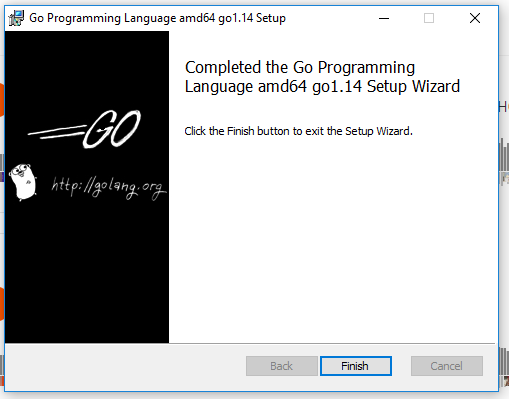 Go Programming Language amd64 go1.14 Setup
Completed the Go Programming
Language amd64 go1.14 Setup Wizard
Click the Finish button to exit the Setup Wizard.
GO
http://golang.org
Back
Finish
Cancel